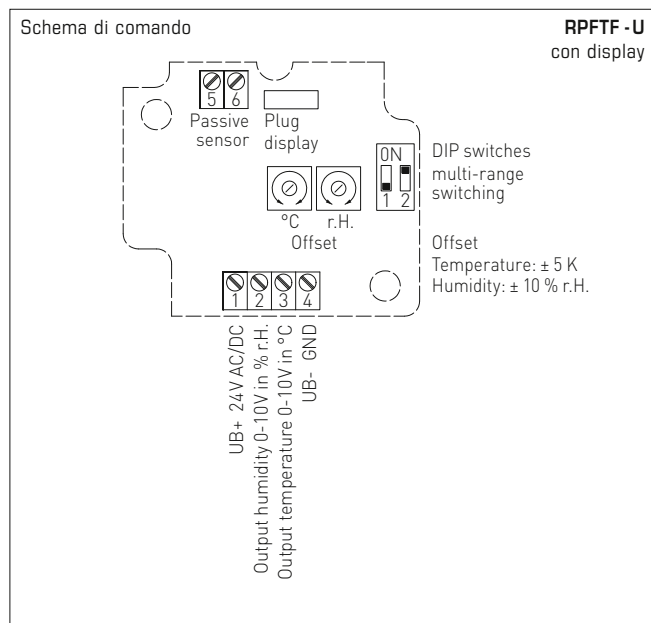 Schema di comando
RPFTF -U
con display
5 6
Passive
sensor
Plug
display
ON
1 2
DIP switches
multi-range
switching
°C
r.H.
Offset
Offset
Temperature: ± 5 K
Humidity: ± 10 % r.H.
1 2 3 4
UB+ 24V AC/DC
Output humidity 0-10V in % r.H.
Output temperature 0-10V in °C
UB- GND